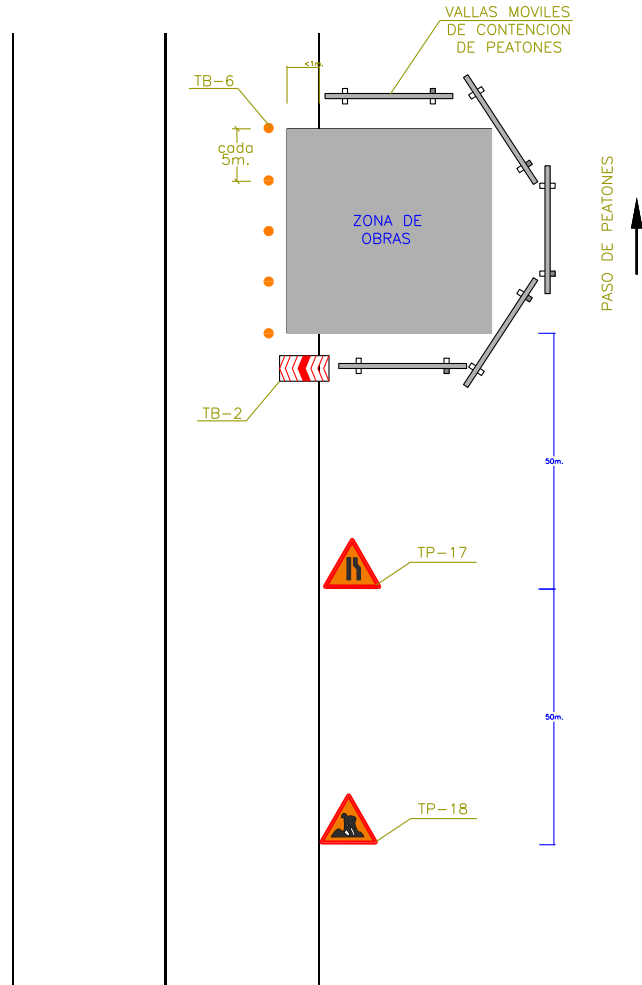 VALLAS MOVILES
DE CONTENCION
DE PEATONES
<1m.
TB-6
cada
5m.
ZONA DE
OBRAS
PASO DE PEATONES
TB-2
50m.
TP-17
50m.
TP-18